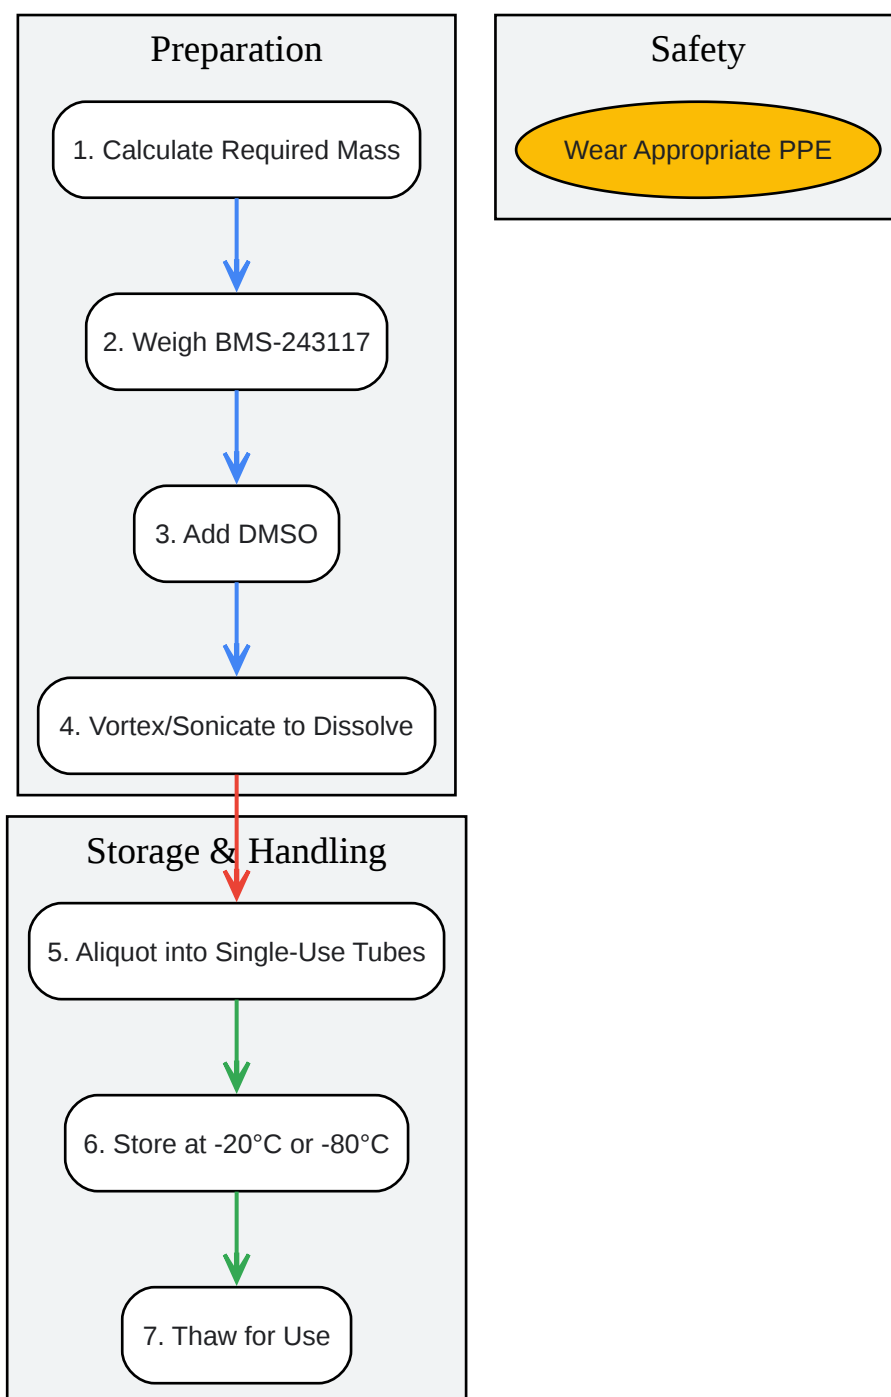 Preparation
1. Calculate Required Mass
2. Weigh BMS-243117
3. Add DMSO
4. Vortex/Sonicate to Dissolve
Storage & Handling
5. Aliquot into Single-Use Tubes
6. Store at -20°C or -80°C
7. Thaw for Use
Safety
Wear Appropriate PPE